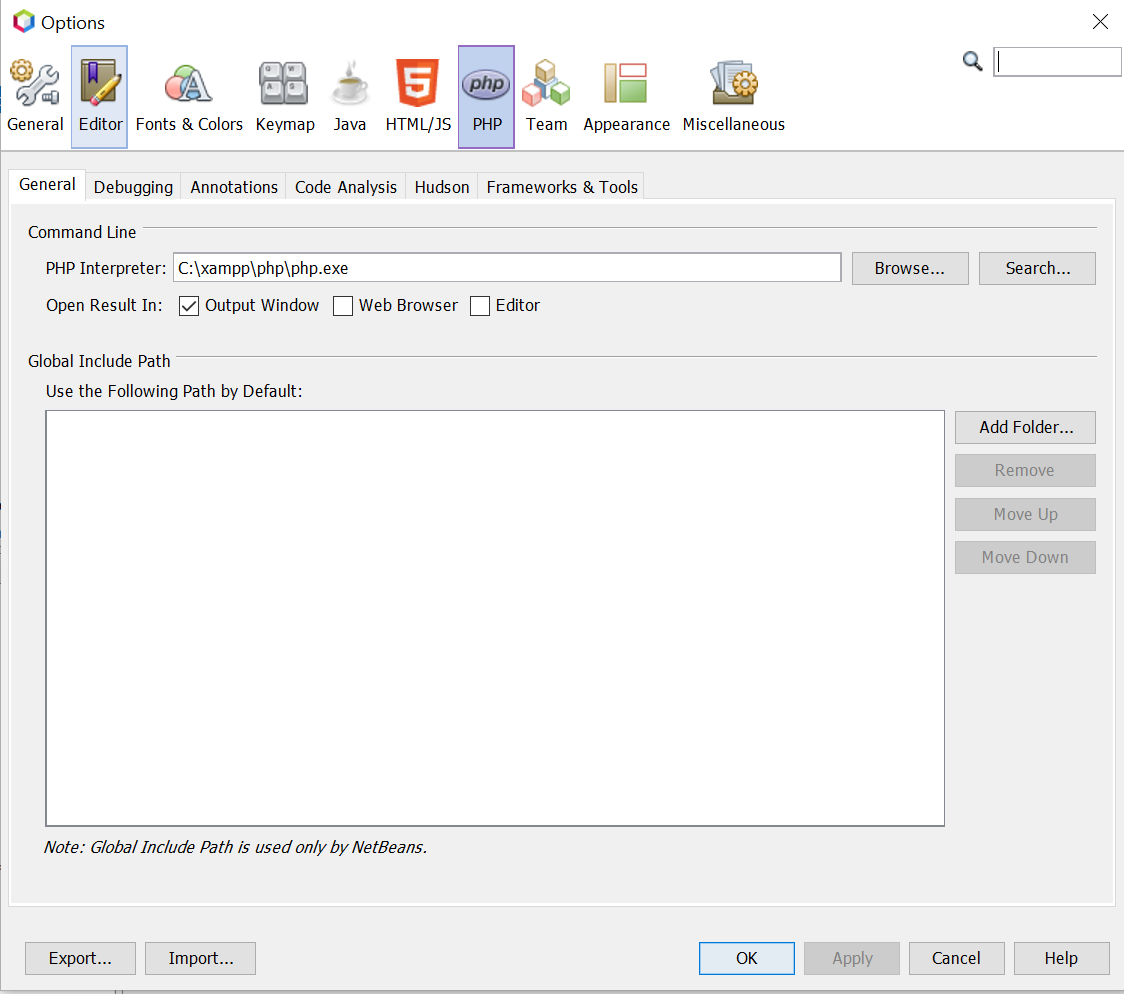 Options
General Editor Fonts & Colors Keymap Java HTML/JS php PHP Team Appearance Miscellaneous
General Debugging Annotations Code Analysis Hudson Frameworks & Tools
Command Line
PHP Interpreter: C:\xampp\php\php.exe Browse... Search...
Open Result In: Output Window Web Browser Editor
Global Include Path
Use the Following Path by Default:
Add Folder...
Remove
Move Up
Move Down
Note: Global Include Path is used only by NetBeans.
Export... Import... OK Apply Cancel Help